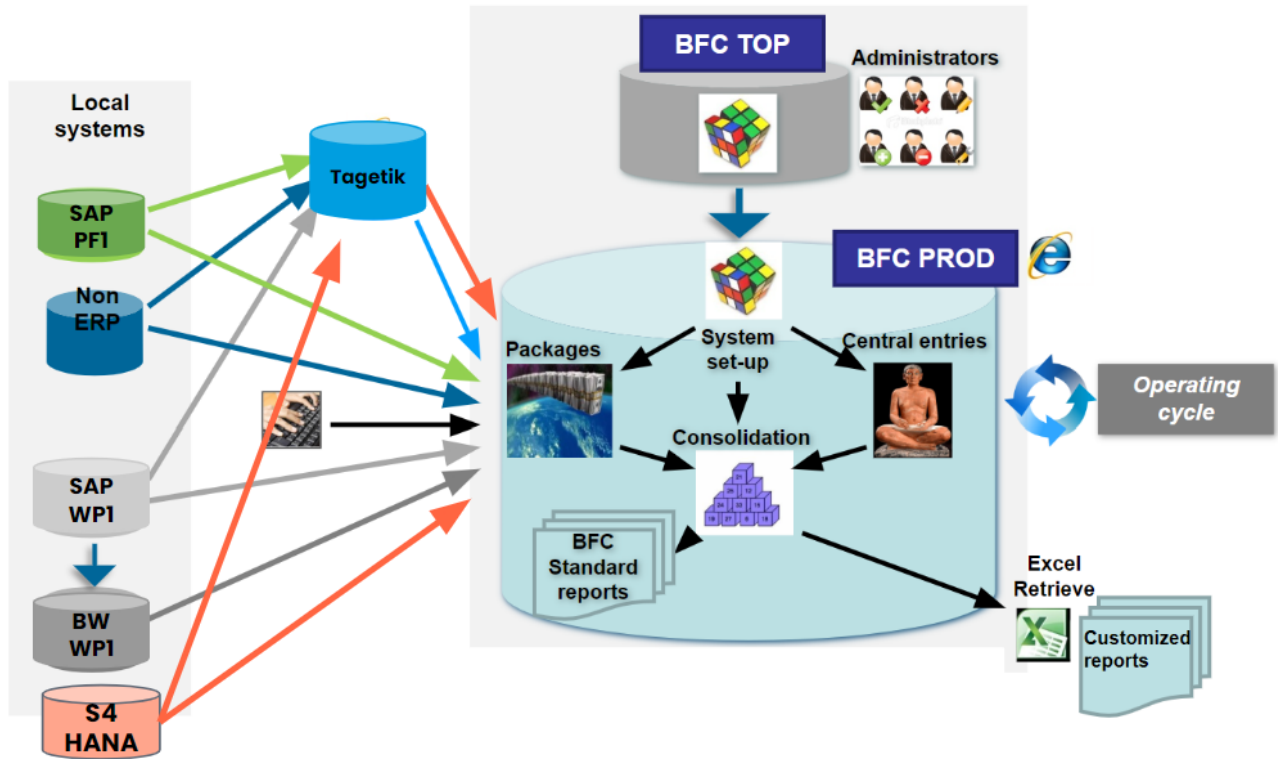 BFC TOP
Administrators
Local
systems
Tagetik
SAP
PF1
BFC PROD
Non
ERP
Packages
System
set-up
Central entries
Operating
cycle
Consolidation
SAP
WP1
21
BFC
Standard
reports
Excel
Retrieve
BW
WP1
Customized
reports
S4
HANA